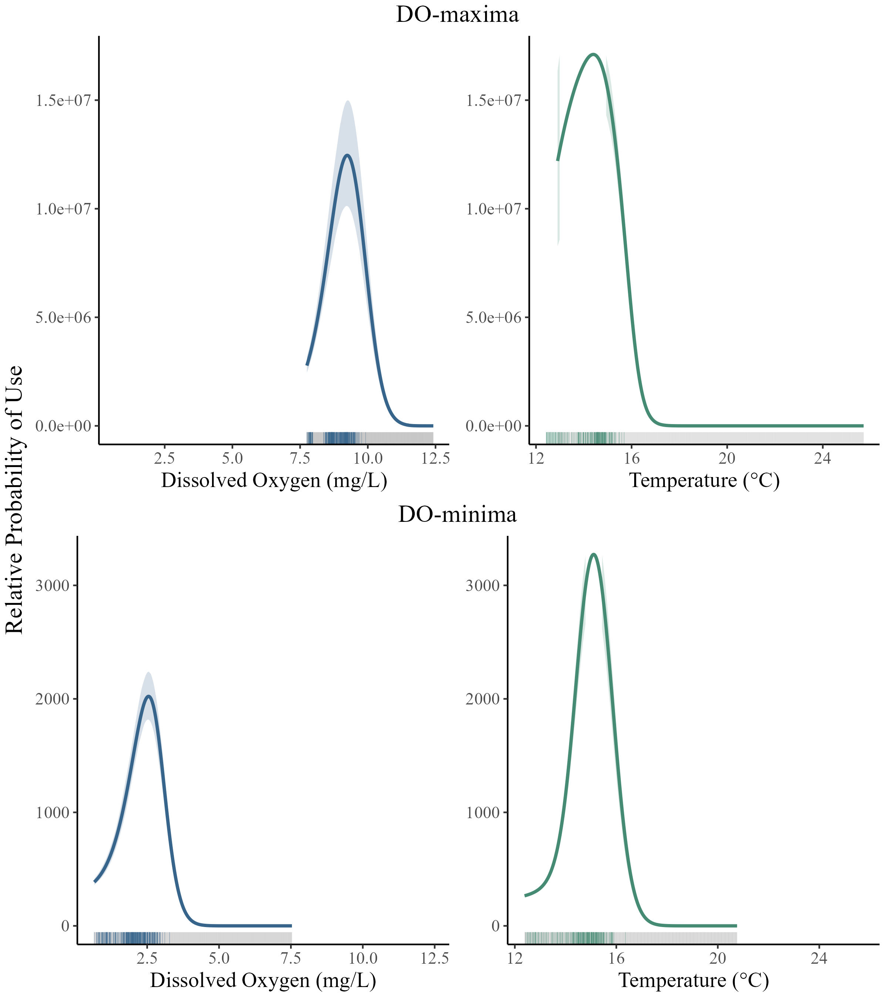 DO-maxima
Relative Probability of Use
1.5e+07
1.0e+07
5.0e+06
0.0e+00
2.5 5.0 7.5 10.0 12.5
Dissolved Oxygen (mg/L)
1.5e+07
1.0e+07
5.0e+06
0.0e+00
12 16 20 24
Temperature (°C)
DO-minima
3000
2000
1000
0
2.5 5.0 7.5 10.0 12.5
Dissolved Oxygen (mg/L)
3000
2000
1000
0
12 16 20 24
Temperature (°C)